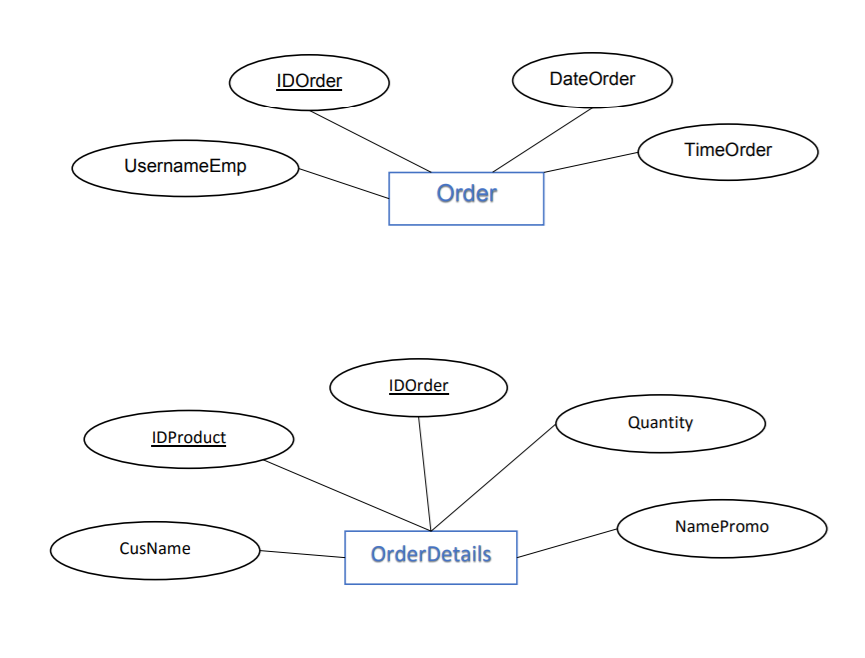 IDOrder
DateOrder
UsernameEmp
TimeOrder
Order
IDOrder
IDProduct
Quantity
CusName
NamePromo
OrderDetails